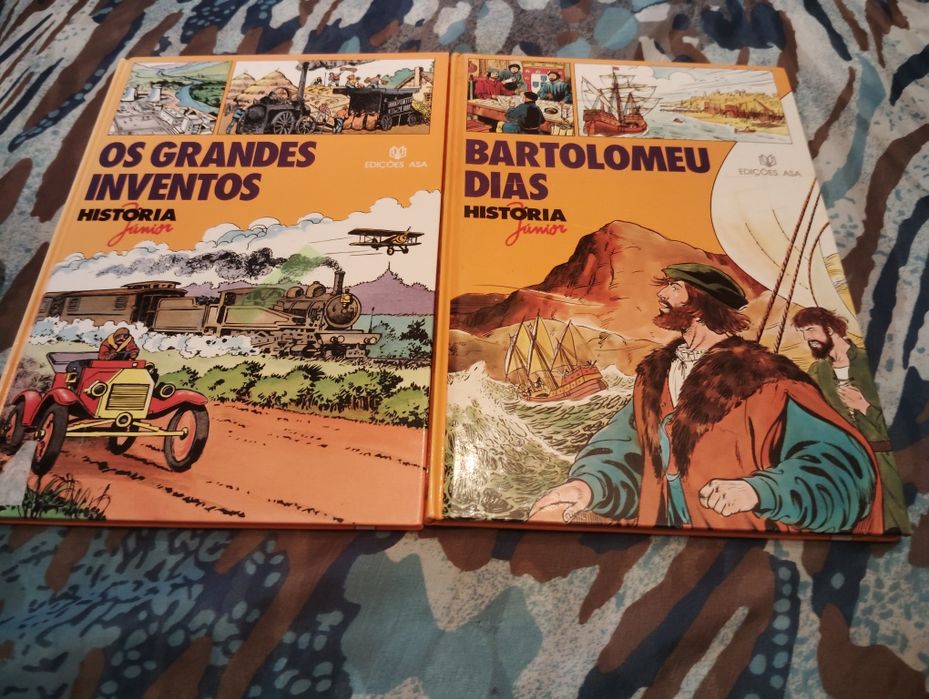 OS GRANDES
INVENTOS
EDIÇÕES ASA
HISTÓRIA
Júnior
BARTOLOMEU
DIAS
EDIÇÕES ASA
HISTÓRIA
Júnior